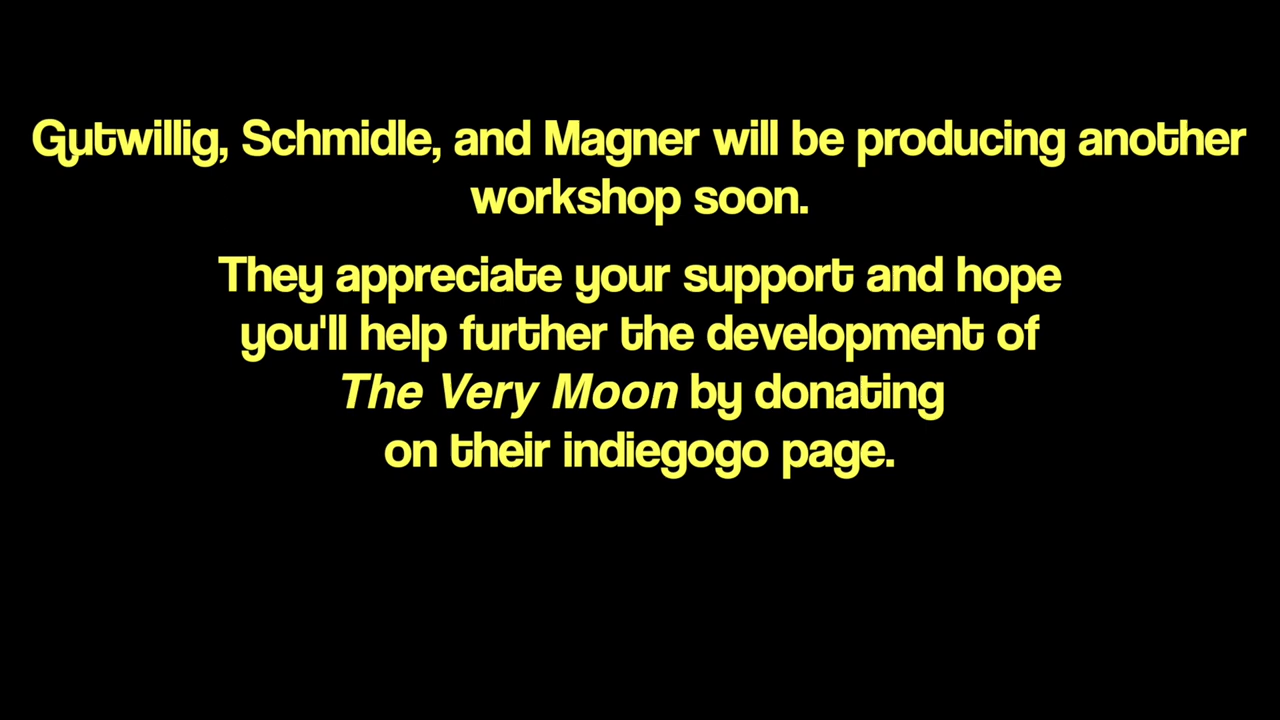 Gutwillig, Schmidle, and Magner will be producing another
workshop soon.
They appreciate your support and hope
you'll help further the development of
The Very Moon by donating
on their indiegogo page.